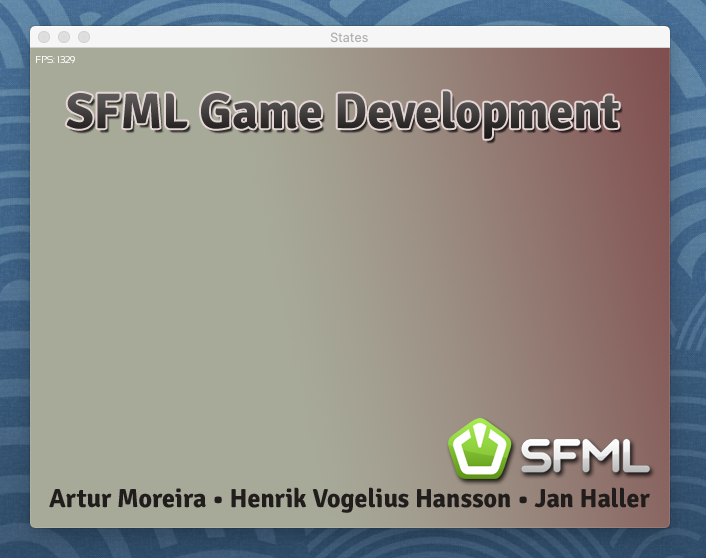 States
FPS: 1329
SFML Game Development
SFML
Artur Moreira • Henrik Vogelius Hansson • Jan Haller